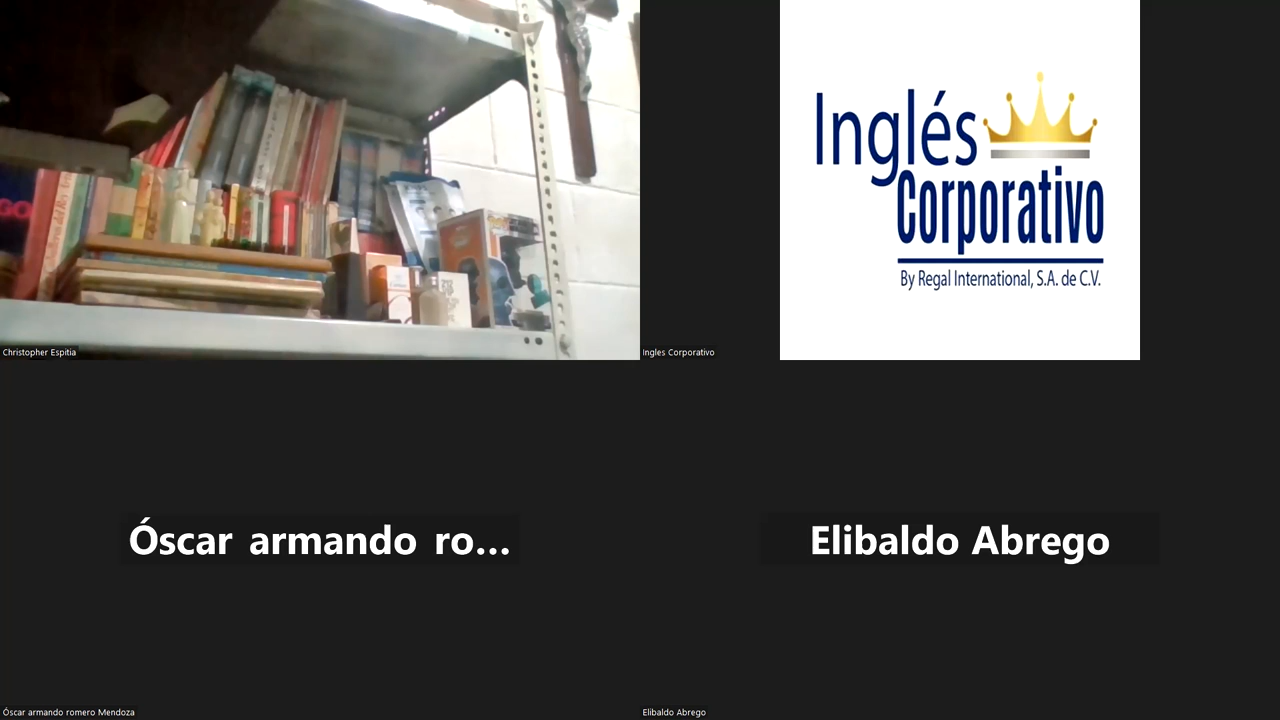 Christopher Espitia
Inglés
Corporativo
By Regal International, S.A. de C.V.
Ingles Corporativo
Óscar armando ro...
Elibaldo Abrego
Óscar armando romero Mendoza
Elibaldo Abrego